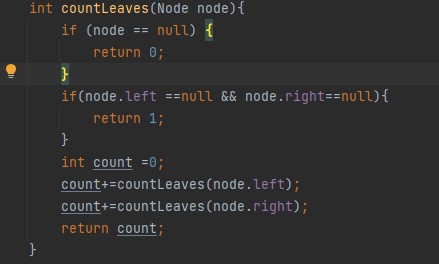 int countLeaves(Node node){
    if (node == null) {
        return 0;
    }
    if(node.left ==null && node.right==null){
        return 1;
    }
    int count =0;
    count+=countLeaves(node.left);
    count+=countLeaves(node.right);
    return count;
}